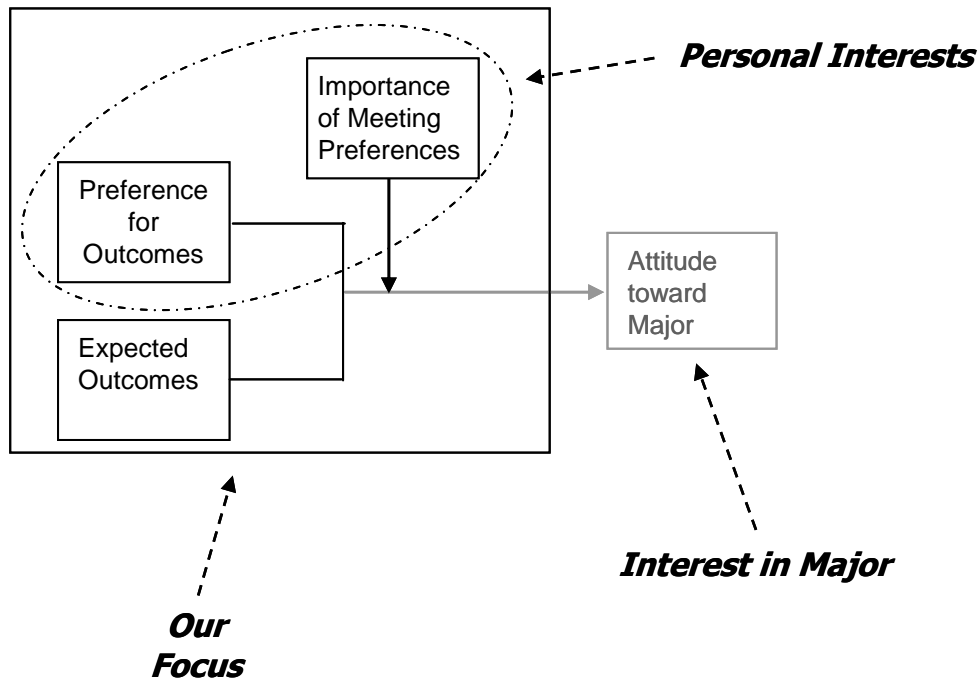 Personal Interests
Importance
of Meeting
Preferences
Preference
for
Outcomes
Attitude
toward
Major
Expected
Outcomes
Interest in Major
Our
Focus